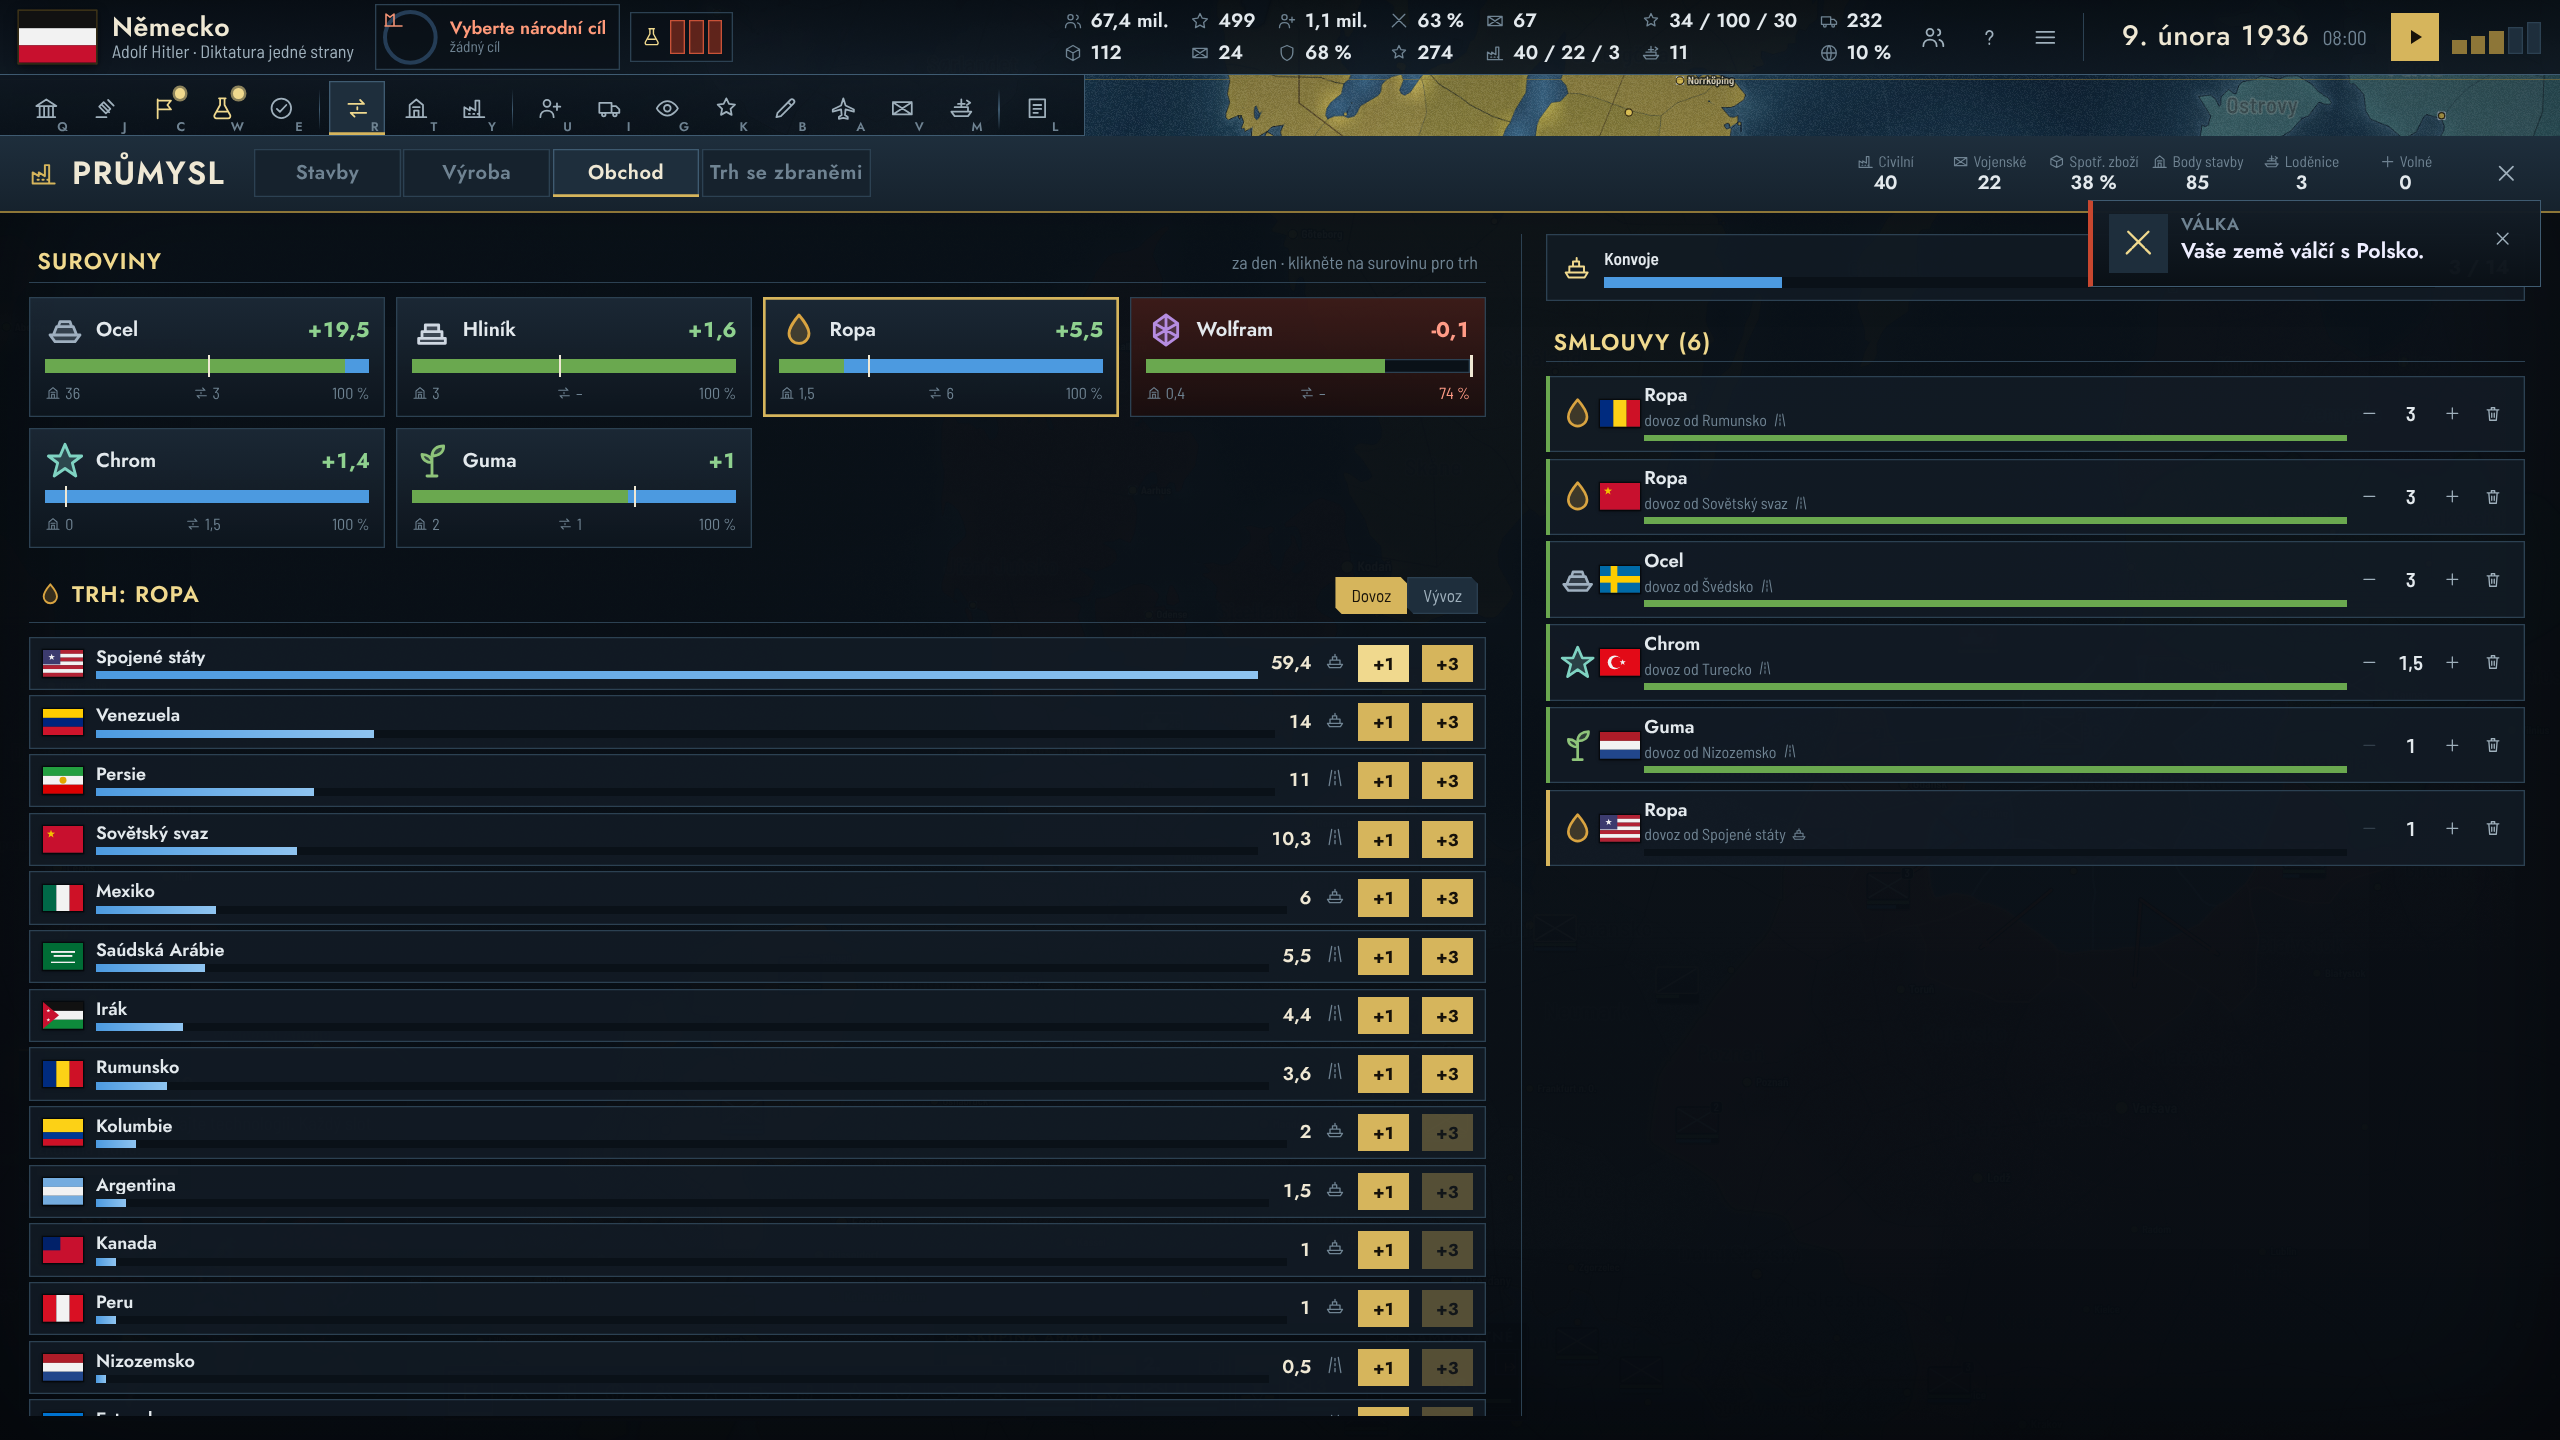 Německo
Adolf Hitler · Diktatura jedné strany
Vyberte národní cíl
žádný cíl
67,4 mil.
499
1,1 mil.
63 %
67
34 / 100 / 30
232
112
24
68 %
274
40 / 22 / 3
11
10 %
?
9. února 1936 08:00
Q
J
C
W
E
R
T
Y
U
I
G
K
B
A
V
M
L
Norrköping
Ostrovy
PRŮMYSL
Stavby
Výroba
Obchod
Trh se zbraněmi
Civilní
40
Vojenské
22
Spotř. zboží
38 %
Body stavby
85
Loděnice
3
Volné
0
VÁLKA
Vaše země válčí s Polsko.
SUROVINY
za den · klikněte na surovinu pro trh
Ocel +19,5
36 3 100 %
Hliník +1,6
3 – 100 %
Ropa +5,5
1,5 6 100 %
Wolfram -0,1
0,4 – 74 %
Chrom +1,4
0 1,5 100 %
Guma +1
2 1 100 %
TRH: ROPA
Dovoz Vývoz
Spojené státy 59,4 +1 +3
Venezuela 14 +1 +3
Persie 11 +1 +3
Sovětský svaz 10,3 +1 +3
Mexiko 6 +1 +3
Saúdská Arábie 5,5 +1 +3
Irák 4,4 +1 +3
Rumunsko 3,6 +1 +3
Kolumbie 2 +1 +3
Argentina 1,5 +1 +3
Kanada 1 +1 +3
Peru 1 +1 +3
Nizozemsko 0,5 +1 +3
Konvoje
SMLOUVY (6)
Ropa
dovoz od Rumunsko
− 3 +
Ropa
dovoz od Sovětský svaz
− 3 +
Ocel
dovoz od Švédsko
− 3 +
Chrom
dovoz od Turecko
− 1,5 +
Guma
dovoz od Nizozemsko
− 1 +
Ropa
dovoz od Spojené státy
− 1 +